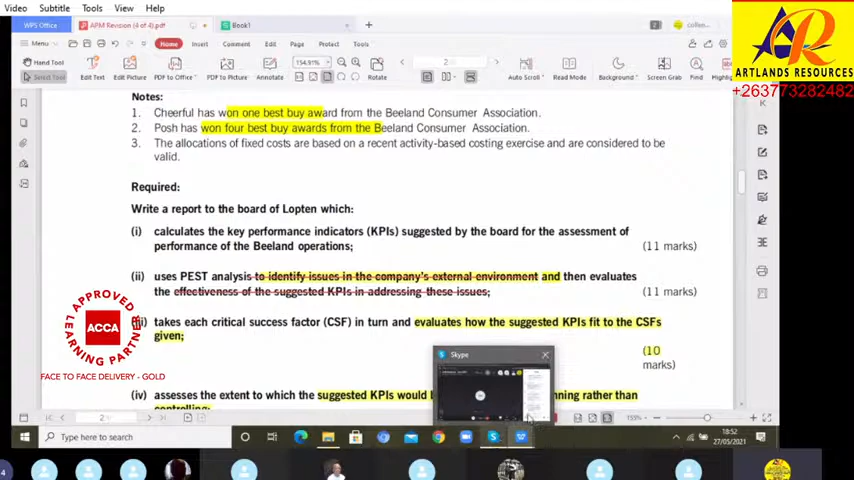 Video Subtitle Tools View Help
WPS Office
APM Revision (4 of 4).pdf
Book1
Menu
Home Insert Comment Edit Page Protect Tools
Hand Tool
Select Tool
Edit Text
Edit Picture
PDF to Office
PDF to Picture
Annotate
154.91%
Rotate
2
Auto Scroll
Read Mode
Background
Screen Grab
Find
ARTLANDS RESOURCES
+263773282482
Notes:
1. Cheerful has won one best buy award from the Beeland Consumer Association.
2. Posh has won four best buy awards from the Beeland Consumer Association.
3. The allocations of fixed costs are based on a recent activity-based costing exercise and are considered to be
valid.
Required:
Write a report to the board of Lopten which:
(i) calculates the key performance indicators (KPIs) suggested by the board for the assessment of
performance of the Beeland operations; (11 marks)
(ii) uses PEST analysis to identify issues in the company's external environment and then evaluates
the effectiveness of the suggested KPIs in addressing these issues; (11 marks)
takes each critical success factor (CSF) in turn and evaluates how the suggested KPIs fit to the CSFs
given;
(10
marks)
(iv) assesses the extent to which the suggested KPIs would
nning rather than
controlling;
APPROVED
LEARNING PARTNER
ACCA
FACE TO FACE DELIVERY - GOLD
Skype
2
155%
Type here to search
18:52
27/05/2021